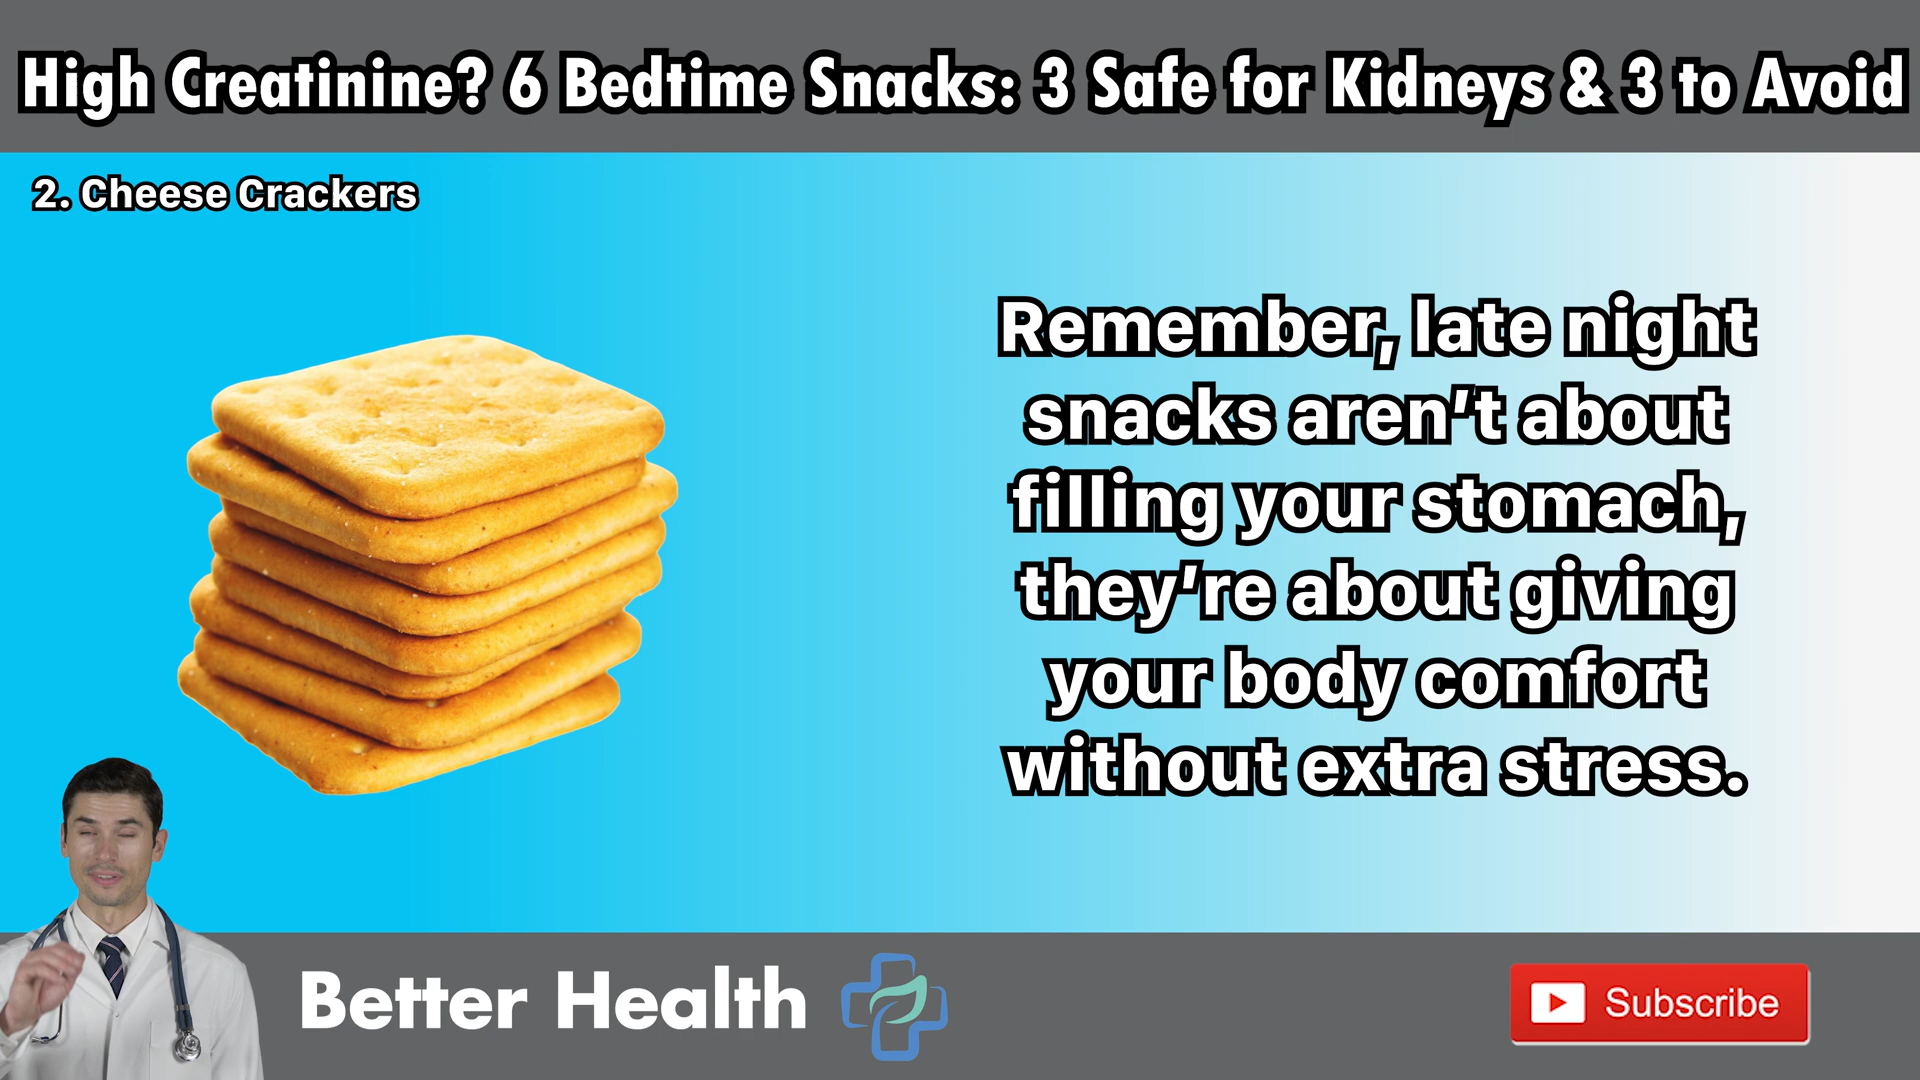 High Creatinine? 6 Bedtime Snacks: 3 Safe for Kidneys & 3 to Avoid
2. Cheese Crackers
Remember, late night
snacks aren’t about
filling your stomach,
they’re about giving
your body comfort
without extra stress.
Better Health
Subscribe